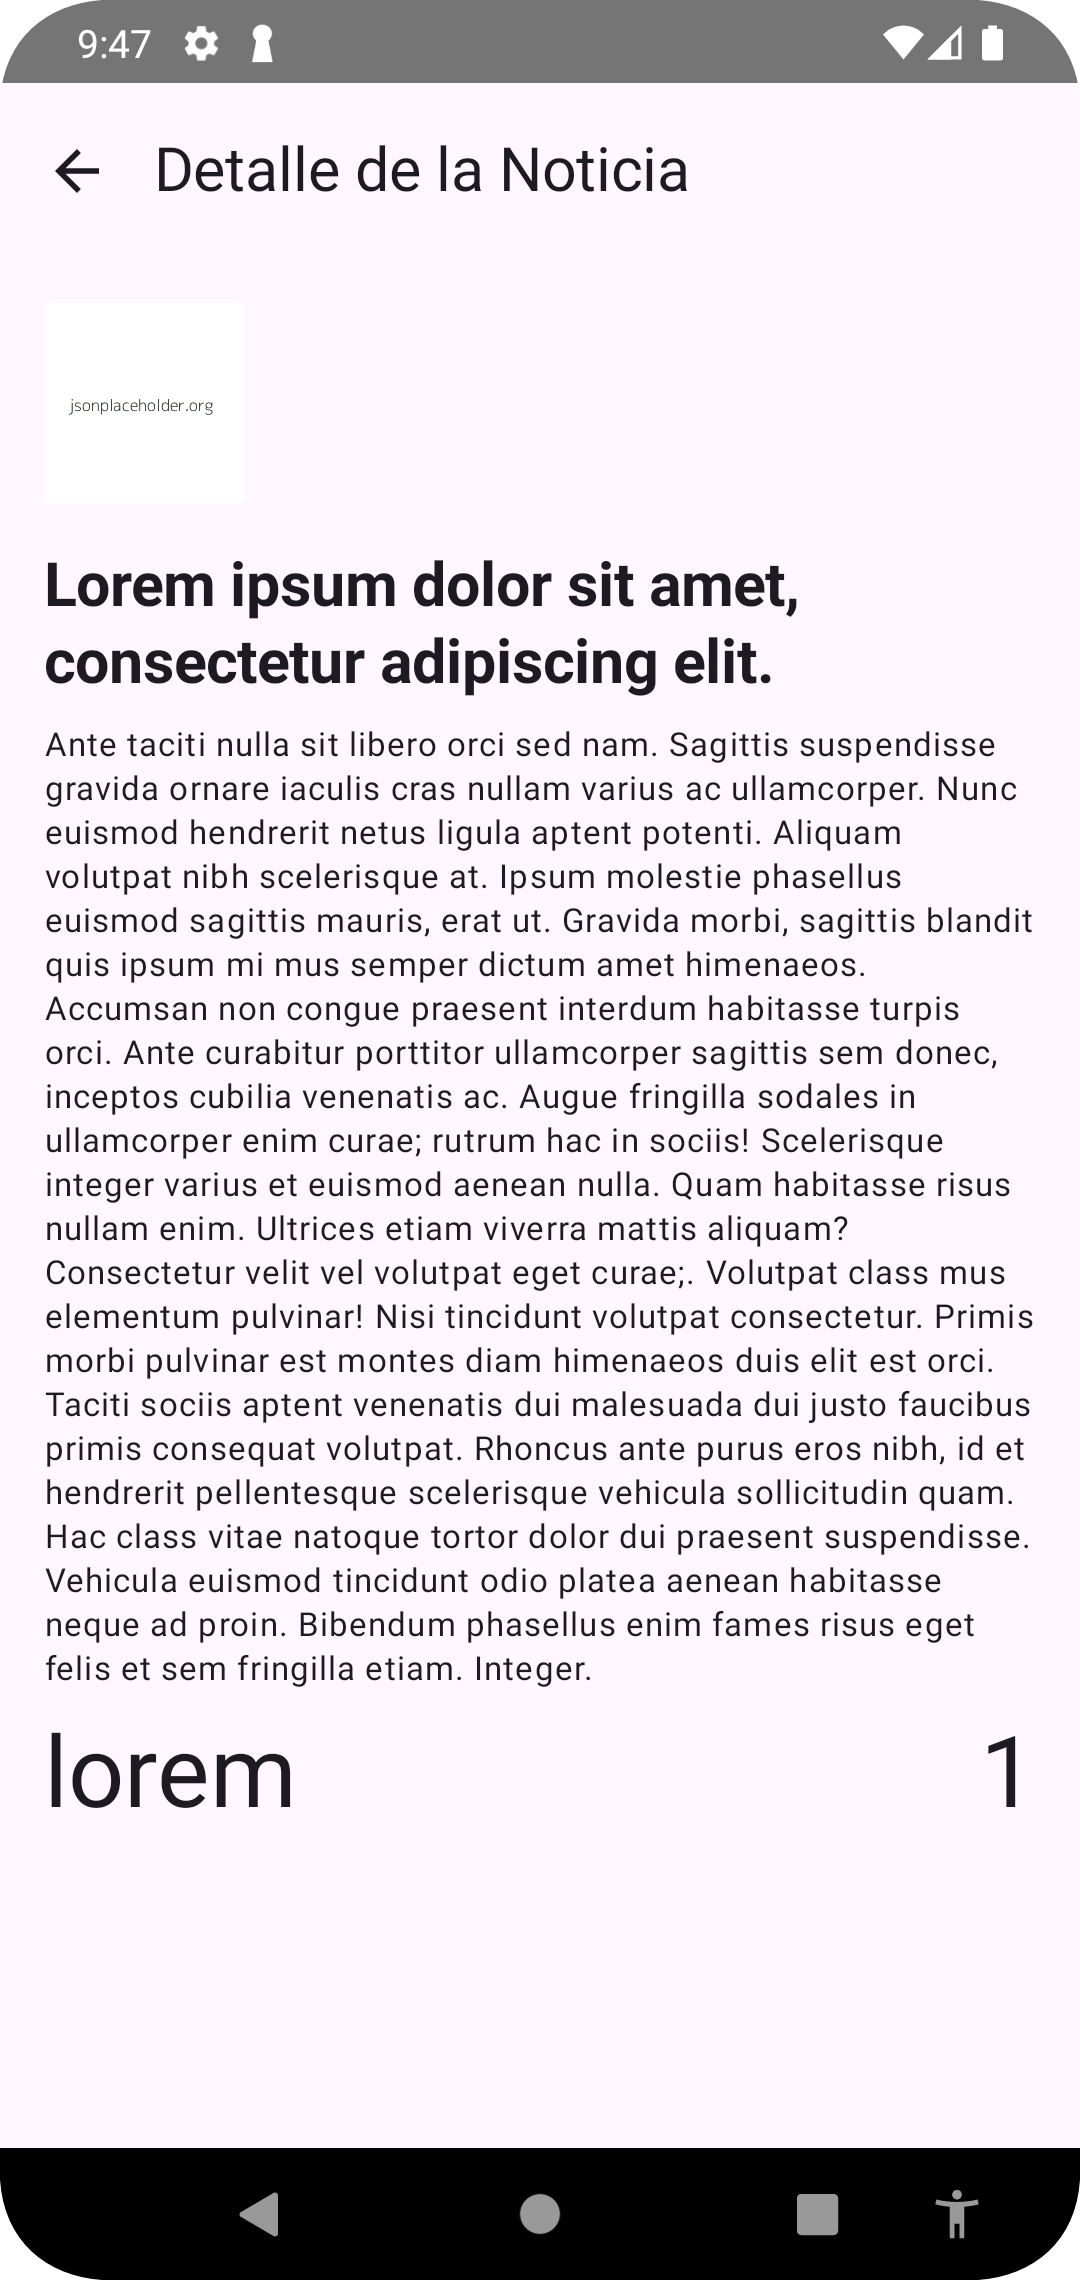 9:47
Detalle de la Noticia
jsonplaceholder.org
Lorem ipsum dolor sit amet,
consectetur adipiscing elit.
Ante taciti nulla sit libero orci sed nam. Sagittis suspendisse
gravida ornare iaculis cras nullam varius ac ullamcorper. Nunc
euismod hendrerit netus ligula aptent potenti. Aliquam
volutpat nibh scelerisque at. Ipsum molestie phasellus
euismod sagittis mauris, erat ut. Gravida morbi, sagittis blandit
quis ipsum mi mus semper dictum amet himenaeos.
Accumsan non congue praesent interdum habitasse turpis
orci. Ante curabitur porttitor ullamcorper sagittis sem donec,
inceptos cubilia venenatis ac. Augue fringilla sodales in
ullamcorper enim curae; rutrum hac in sociis! Scelerisque
integer varius et euismod aenean nulla. Quam habitasse risus
nullam enim. Ultrices etiam viverra mattis aliquam?
Consectetur velit vel volutpat eget curae;. Volutpat class mus
elementum pulvinar! Nisi tincidunt volutpat consectetur. Primis
morbi pulvinar est montes diam himenaeos duis elit est orci.
Taciti sociis aptent venenatis dui malesuada dui justo faucibus
primis consequat volutpat. Rhoncus ante purus eros nibh, id et
hendrerit pellentesque scelerisque vehicula sollicitudin quam.
Hac class vitae natoque tortor dolor dui praesent suspendisse.
Vehicula euismod tincidunt odio platea aenean habitasse
neque ad proin. Bibendum phasellus enim fames risus eget
felis et sem fringilla etiam. Integer.
lorem 1